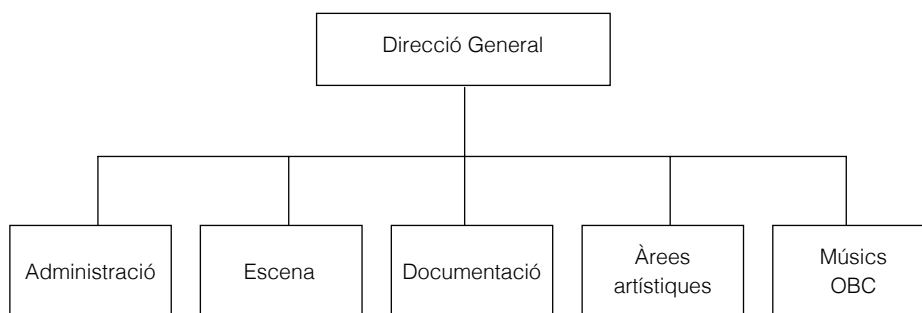 Direcció General
Administració
Escena
Documentació
Àrees
artístiques
Músics
OBC